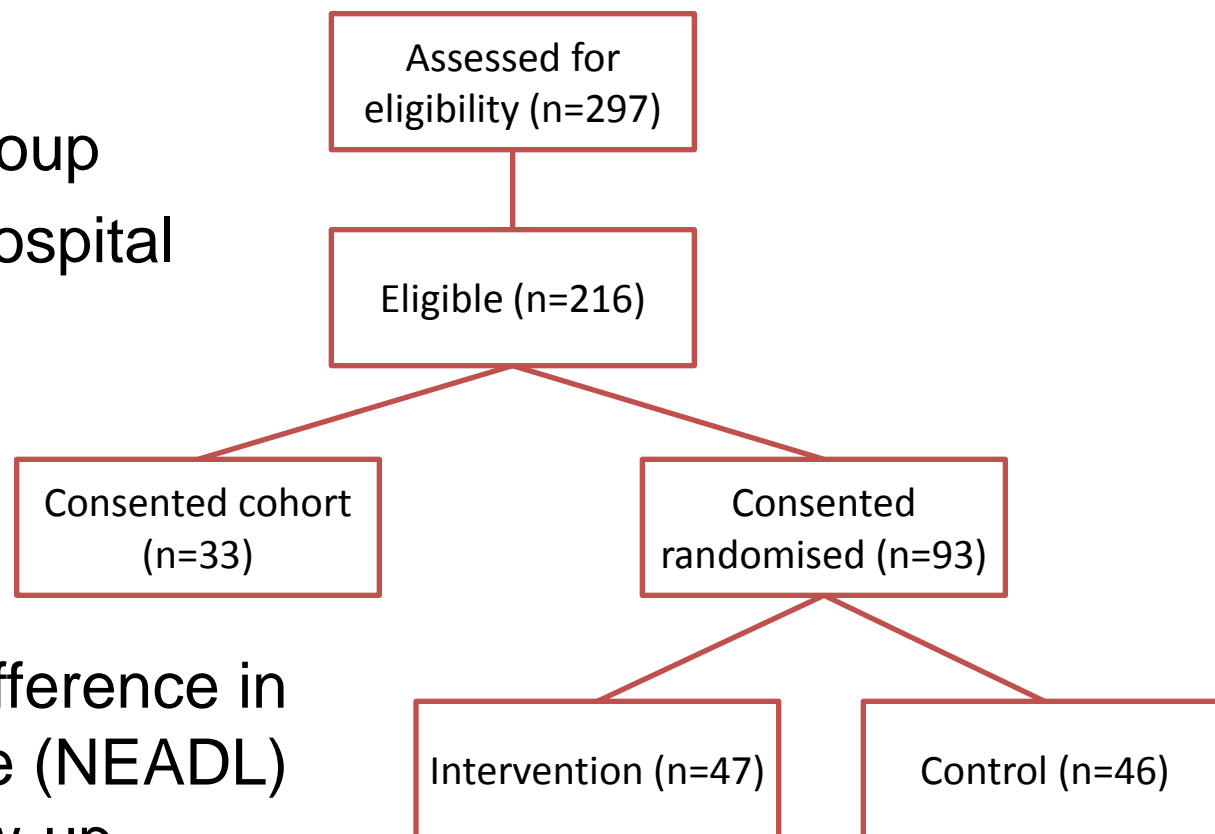 Assessed for
eligibility (n=297)
oup
ospital
Eligible (n=216)
Consented cohort
(n=33)
Consented
randomised (n=93)
fference in
e (NEADL)
Intervention (n=47)
Control (n=46)